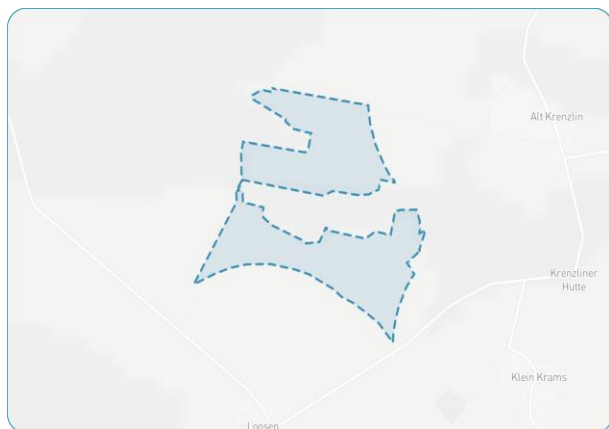 Alt Krenzlin
Krenzliner
Hütte
Klein Krams
Loosen